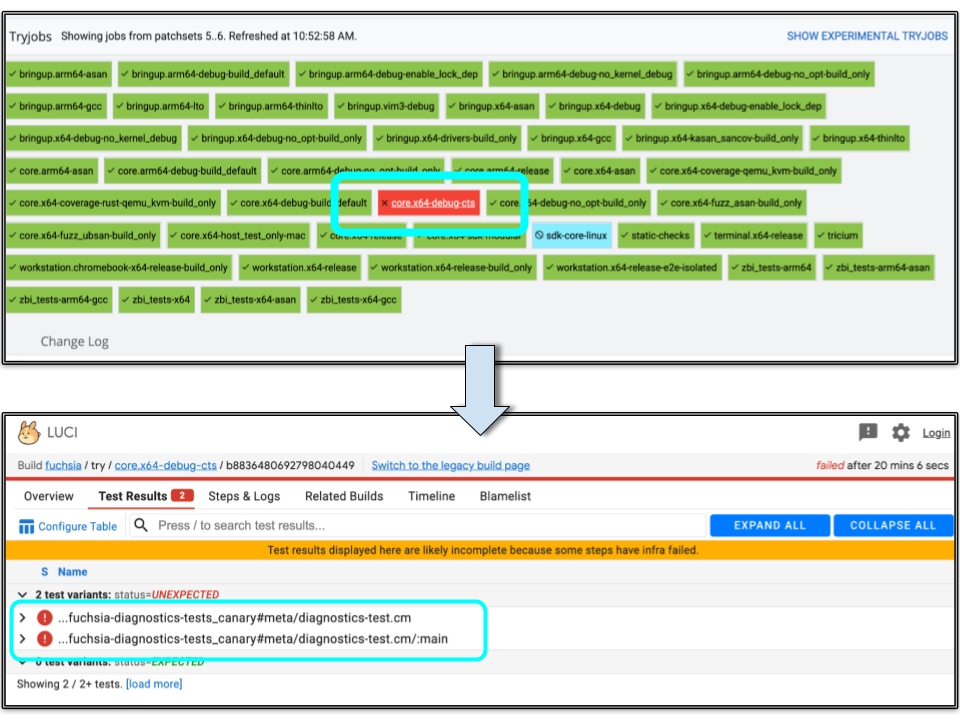 Tryjobs Showing jobs from patchsets 5..6. Refreshed at 10:52:58 AM. SHOW EXPERIMENTAL TRYJOBS
✓ bringup.arm64-asan ✓ bringup.arm64-debug-build_default ✓ bringup.arm64-debug-enable_lock_dep ✓ bringup.arm64-debug-no_kernel_debug ✓ bringup.arm64-debug-no_opt-build_only
✓ bringup.arm64-gcc ✓ bringup.arm64-lto ✓ bringup.arm64-thinlto ✓ bringup.vim3-debug ✓ bringup.x64-asan ✓ bringup.x64-debug ✓ bringup.x64-debug-enable_lock_dep
✓ bringup.x64-debug-no_kernel_debug ✓ bringup.x64-debug-no_opt-build_only ✓ bringup.x64-drivers-build_only ✓ bringup.x64-gcc ✓ bringup.x64-kasan_sancov-build_only ✓ bringup.x64-thinlto
✓ core.arm64-asan ✓ core.arm64-debug-build_default ✓ core.arm64-debug-no_opt-build_only ✓ core.arm64-release ✓ core.x64-asan ✓ core.x64-coverage-qemu_kvm-build_only
✓ core.x64-coverage-rust-qemu_kvm-build_only ✓ core.x64-debug-build_default × core.x64-debug-cts ✓ core.x64-debug-no_opt-build_only ✓ core.x64-fuzz_asan-build_only
✓ core.x64-fuzz_ubsan-build_only ✓ core.x64-host_test_only-mac ✓ core.x64-release ✓ core.x64-sdk-modular sdk-core-linux ✓ static-checks ✓ terminal.x64-release ✓ tricium
✓ workstation.chromebook-x64-release-build_only ✓ workstation.x64-release ✓ workstation.x64-release-build_only ✓ workstation.x64-release-e2e-isolated ✓ zbi_tests-arm64 ✓ zbi_tests-arm64-asan
✓ zbi_tests-arm64-gcc ✓ zbi_tests-x64 ✓ zbi_tests-x64-asan ✓ zbi_tests-x64-gcc
Change Log
LUCI Login
Build fuchsia / try / core.x64-debug-cts / b8836480692798040449 Switch to the legacy build page failed after 20 mins 6 secs
Overview Test Results 2 Steps & Logs Related Builds Timeline Blamelist
Configure Table Press / to search test results... EXPAND ALL COLLAPSE ALL
Test results displayed here are likely incomplete because some steps have infra failed.
S Name
2 test variants: status=UNEXPECTED
...fuchsia-diagnostics-tests_canary#meta/diagnostics-test.cm
...fuchsia-diagnostics-tests_canary#meta/diagnostics-test.cm/:main
0 test variants: status=EXPECTED
Showing 2 / 2+ tests. [load more]